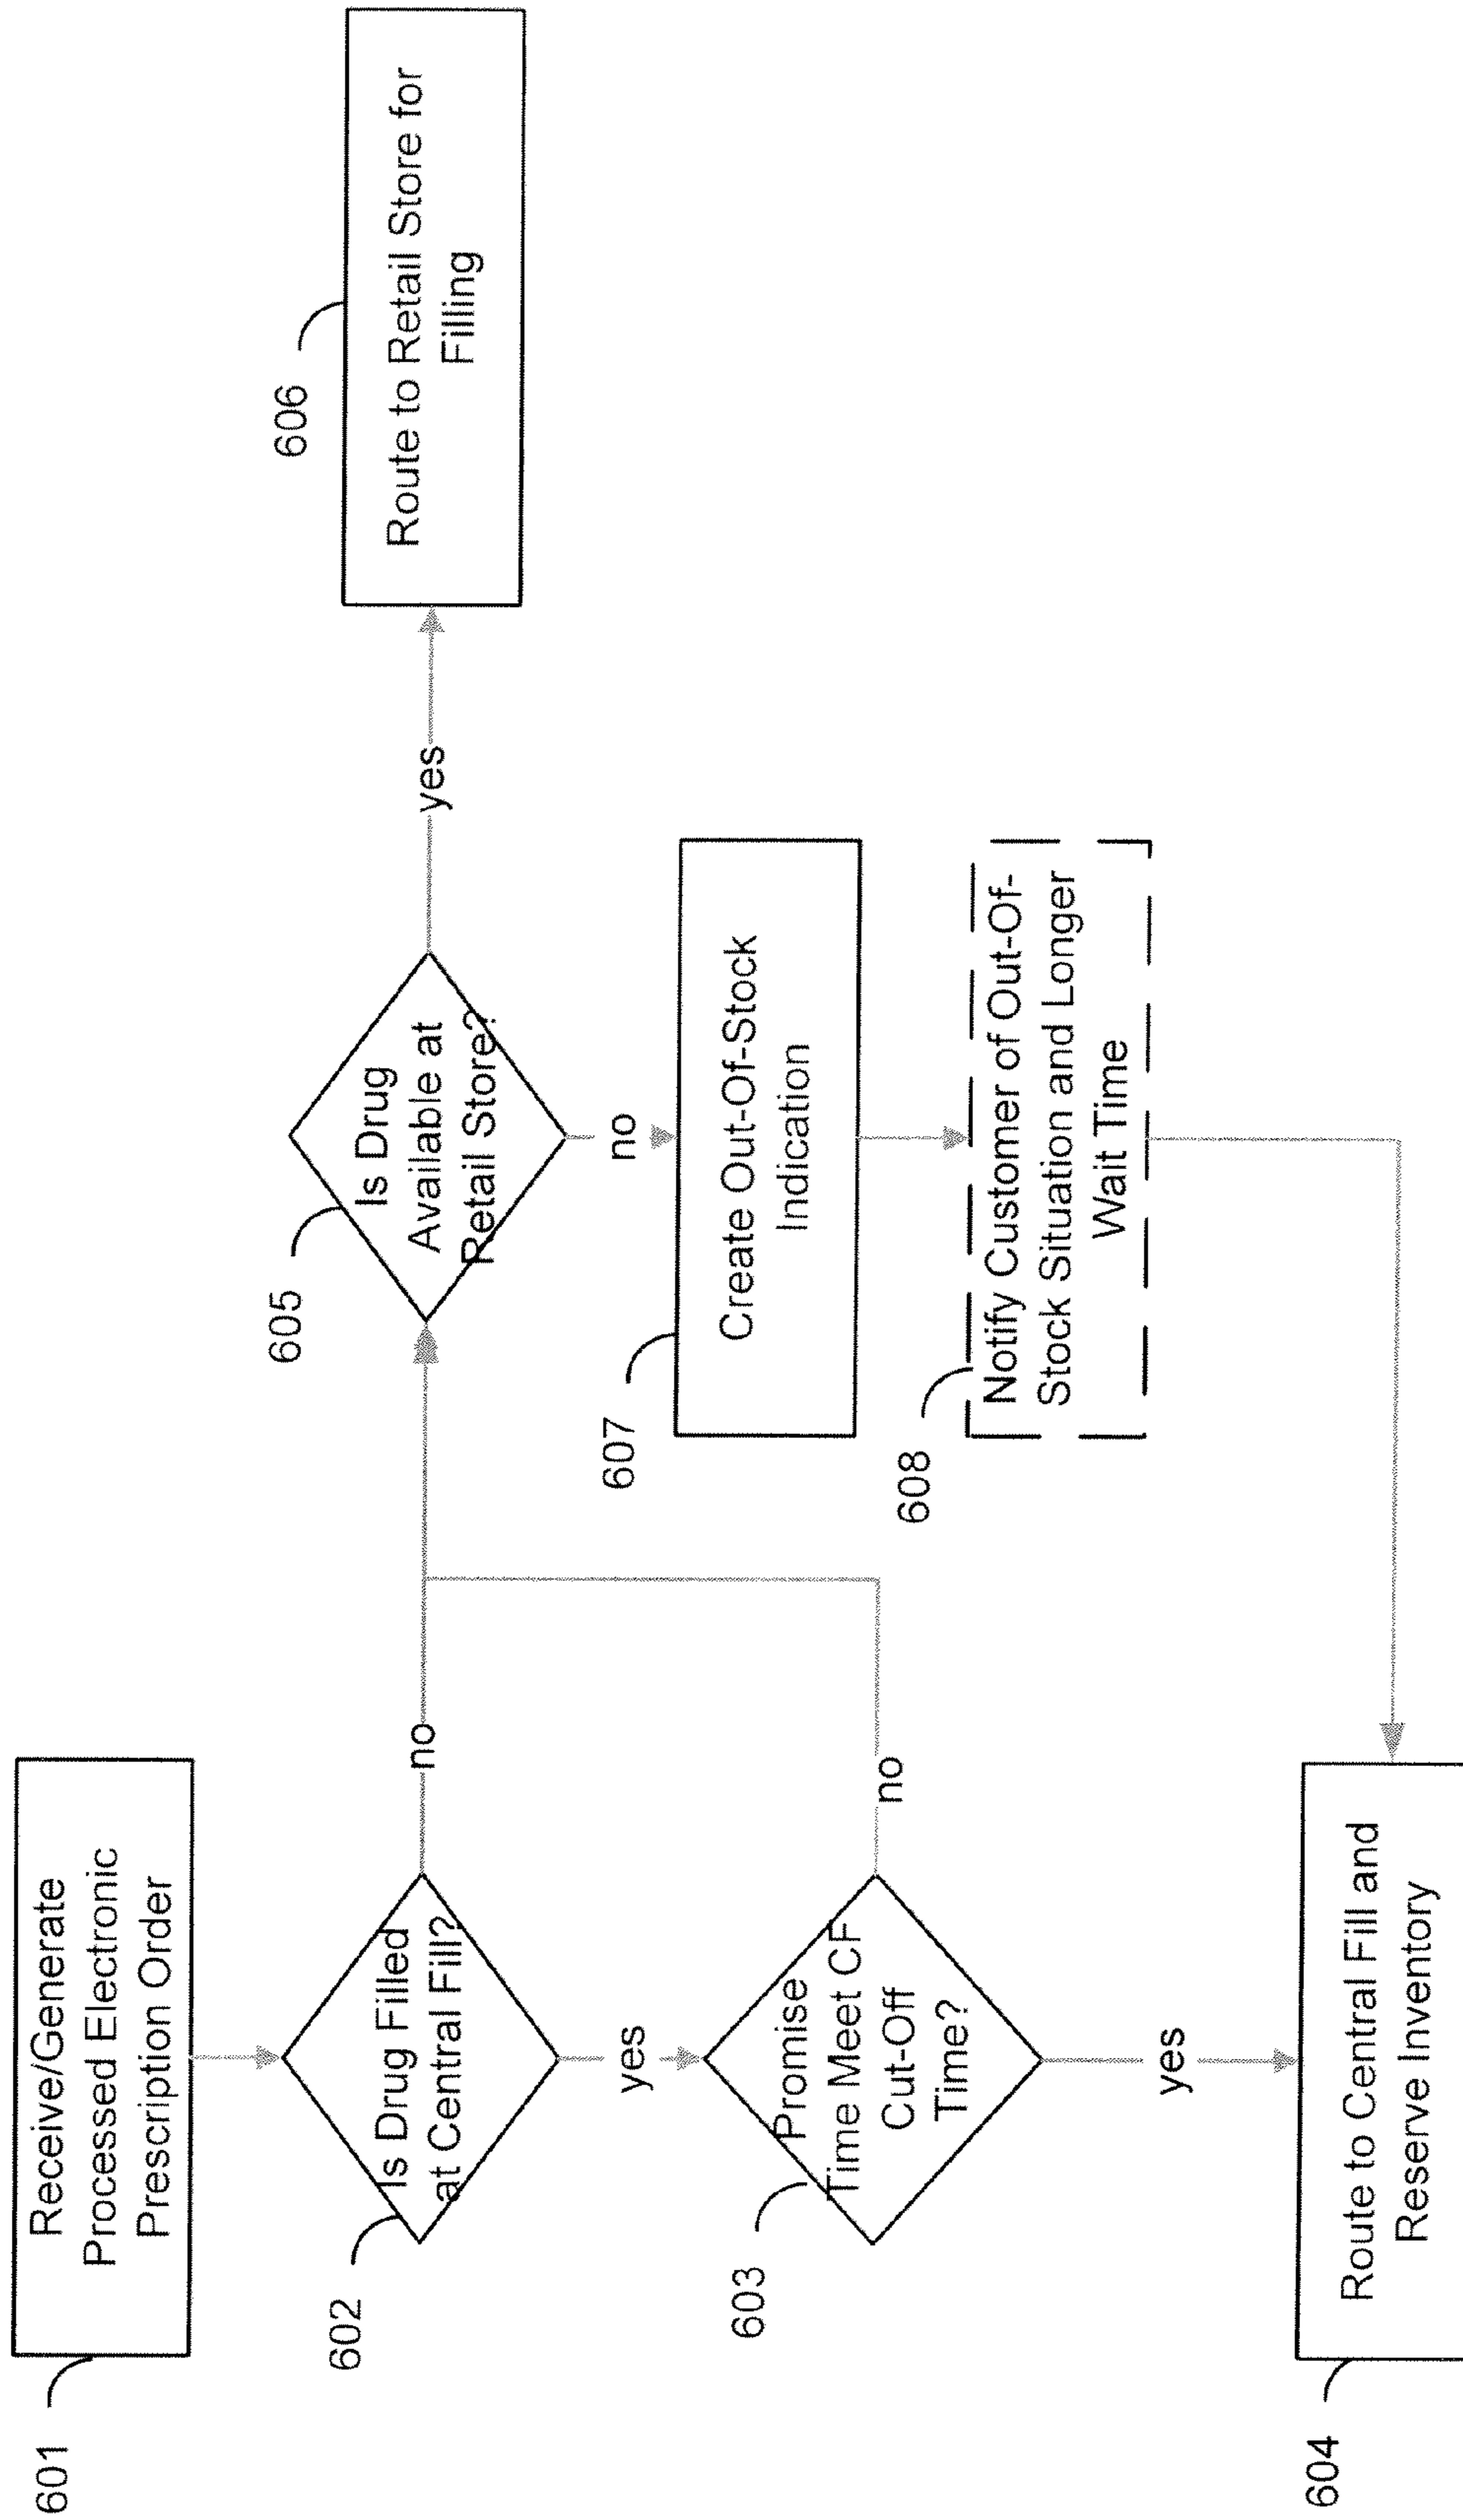 601
Receive/Generate
Processed Electronic
Prescription Order
602
Is Drug Filled
at Central Fill?
no
yes
603
Promise
Time Meet CF
Cut-Off
Time?
no
yes
604
Route to Central Fill and
Reserve Inventory
605
Is Drug
Available at
Retail Store?
yes
606
Route to Retail Store for
Filling
no
607
Create Out-Of-Stock
Indication
608
Notify Customer of Out-Of-
Stock Situation and Longer
Wait Time